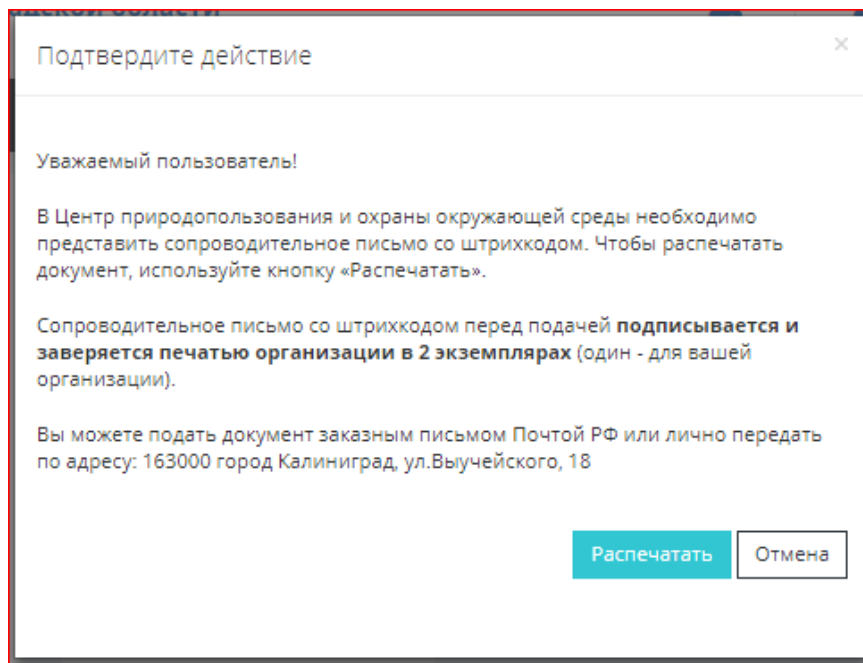 адской области
Подтвердите действие
×
Уважаемый пользователь!
В Центр природопользования и охраны окружающей среды необходимо
представить сопроводительное письмо со штрихкодом. Чтобы распечатать
документ, используйте кнопку «Распечатать».
Сопроводительное письмо со штрихкодом перед подачей подписывается и
заверяется печатью организации в 2 экземплярах (один - для вашей
организации).
Вы можете подать документ заказным письмом Почтой РФ или лично передать
по адресу: 163000 город Калиниград, ул.Выучейского, 18
Распечатать Отмена